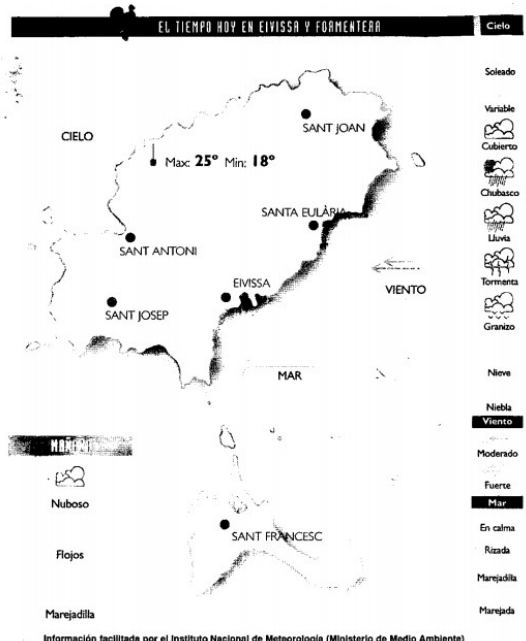 EL TIEMPO HOY EN EIVISSA Y FORMENTERA
Cielo
Soleado
Variable
Cubierto
Chubasco
Lluvia
Tormenta
Granizo
Nieve
Niebla
Viento
Moderado
Fuerte
Mar
En calma
Rizada
Marejadilla
Marejada
CIELO
SANT JOAN
Max: 25° Min: 18°
SANTA EULÀRIA
SANT ANTONI
EIVISSA
VIENTO
SANT JOSEP
MAR
MAÑANA
Nuboso
SANT FRANCESC
Flojos
Marejadilla
Información facilitada por el Instituto Nacional de Meteorología (Ministerio de Medio Ambiente)